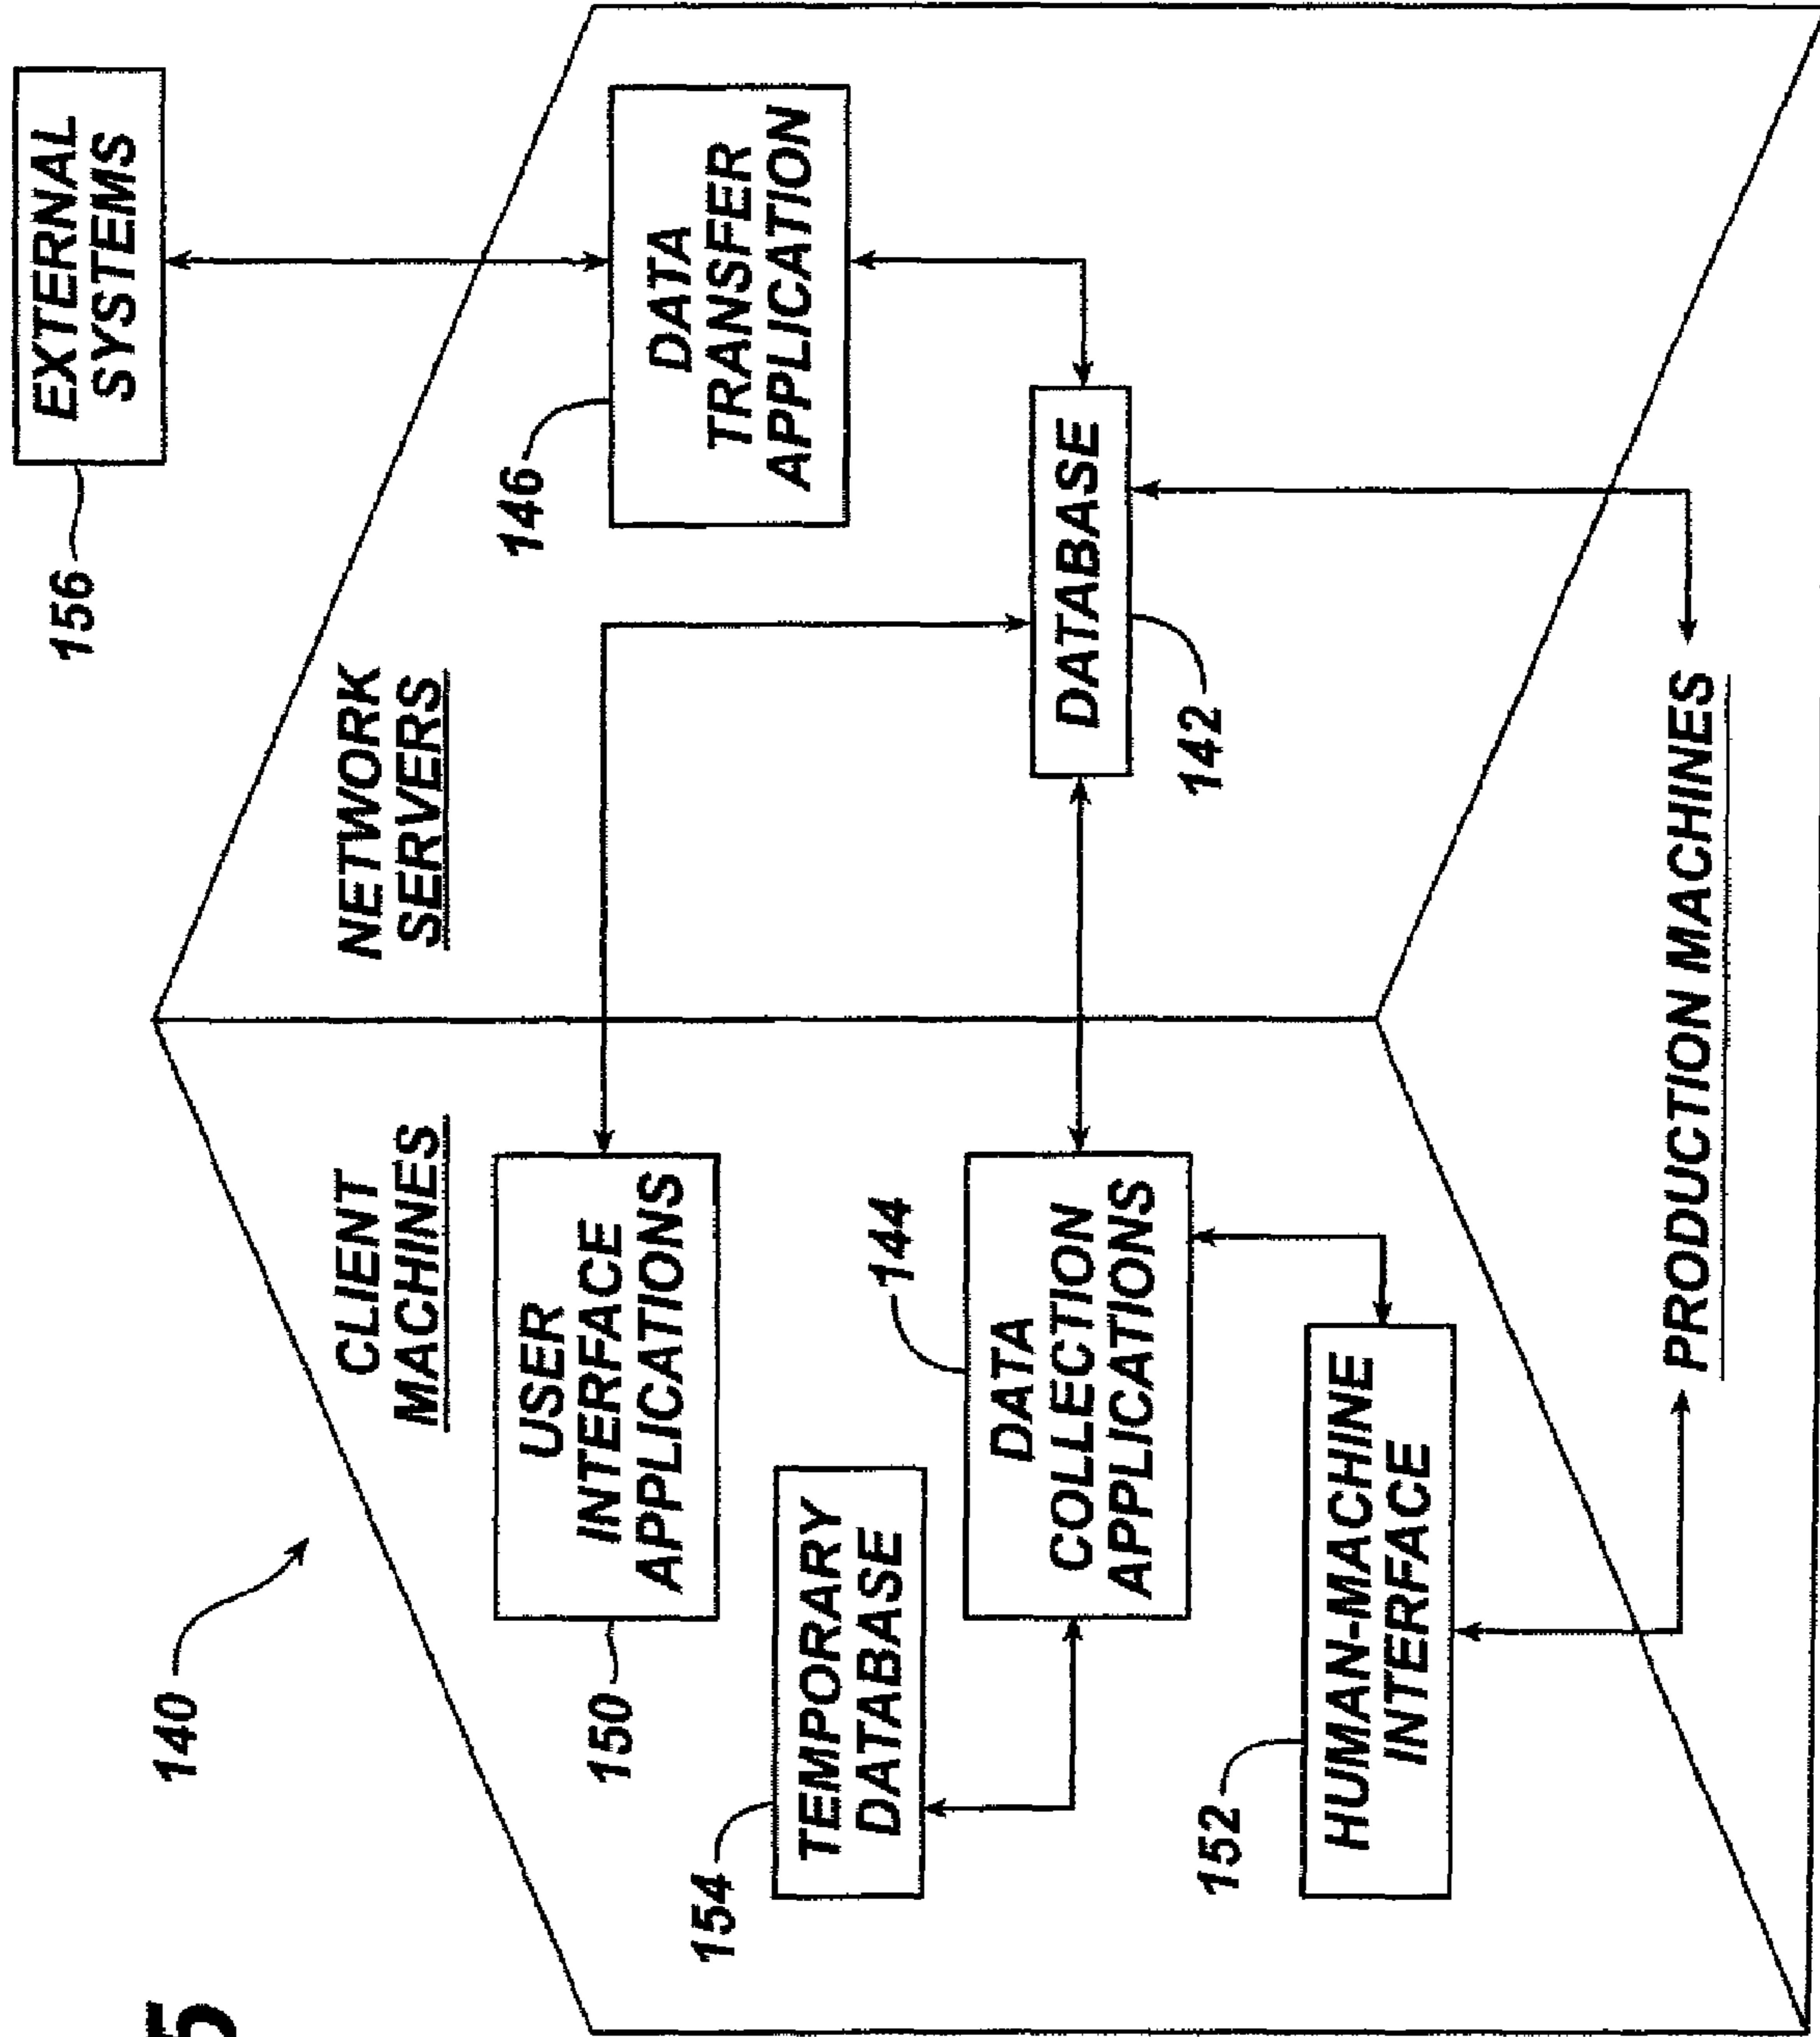 5
140
156
EXTERNAL
SYSTEMS
CLIENT
MACHINES
NETWORK
SERVERS
150
USER
INTERFACE
APPLICATIONS
146
DATA
TRANSFER
APPLICATION
154
TEMPORARY
DATABASE
144
DATA
COLLECTION
APPLICATIONS
DATABASE
142
152
HUMAN-MACHINE
INTERFACE
PRODUCTION MACHINES